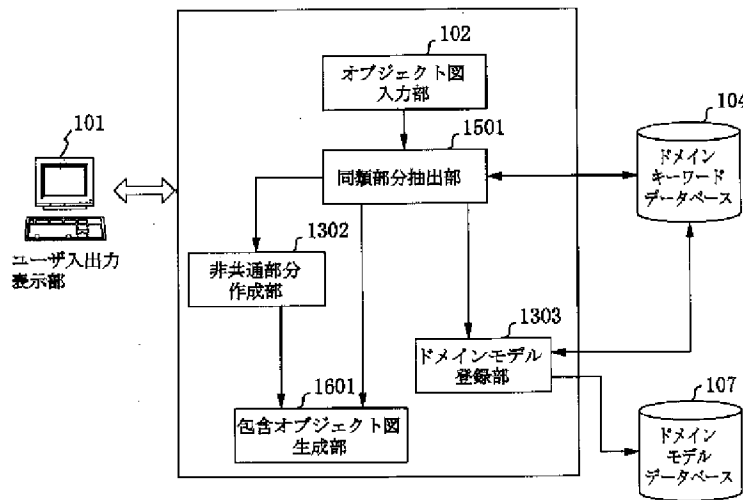 102
オブジェクト図
入力部
1501
同類部分抽出部
104
ドメイン
キーワード
データベース
101
ユーザ入出力
表示部
1302
非共通部分
作成部
1303
ドメインモデル
登録部
1601
包含オブジェクト図
生成部
107
ドメイン
モデル
データベース